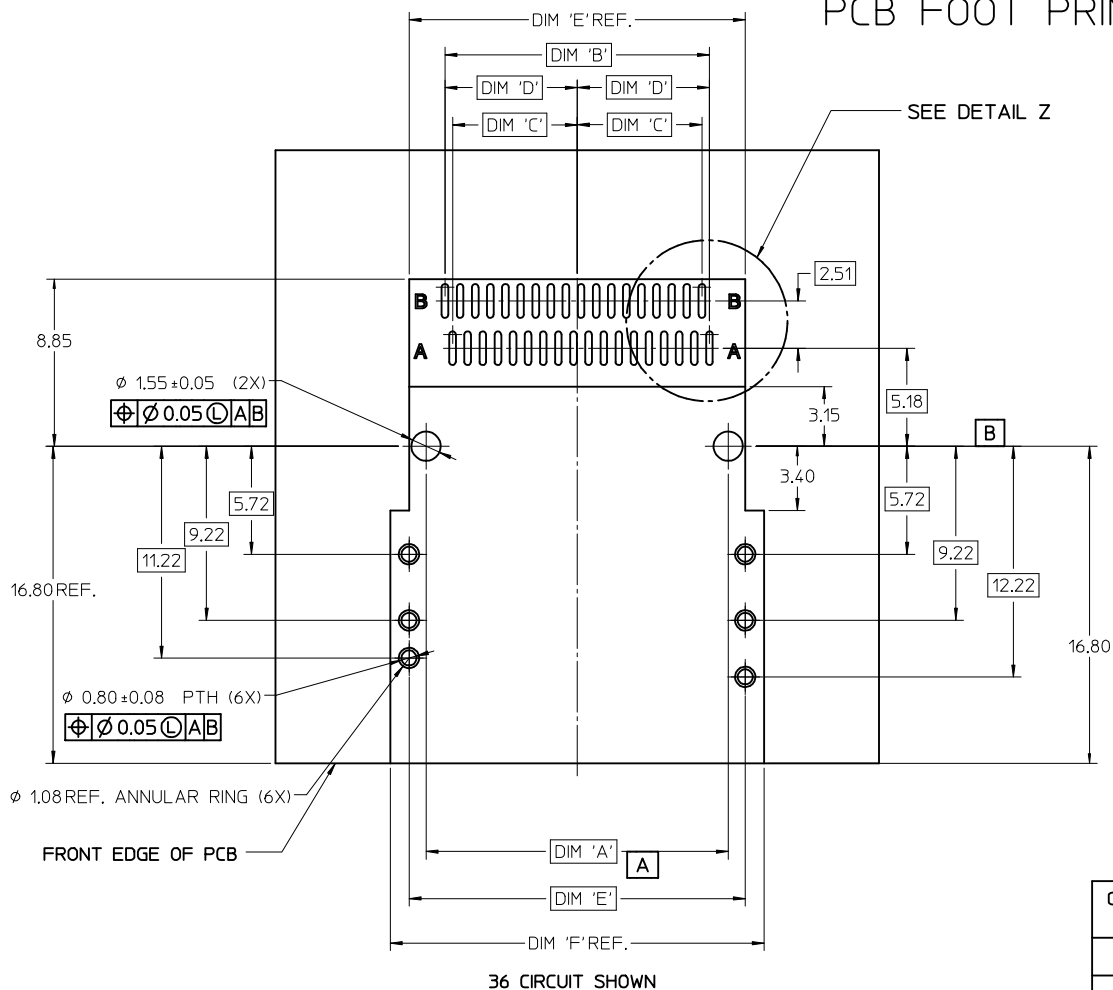 PCB FOOT PRIN
DIM 'E' REF.
DIM 'B'
DIM 'D' DIM 'D'
DIM 'C' DIM 'C'
SEE DETAIL Z
2.51
B B
A A
8.85
⌀ 1.55±0.05 (2X)
⌖ ⌀ 0.05 Ⓛ A B
5.18
3.15
B
3.40
5.72 5.72
9.22 9.22
11.22
12.22
16.80 REF.
16.80
⌀ 0.80±0.08 PTH (6X)
⌖ ⌀ 0.05 Ⓛ A B
⌀ 1.08 REF. ANNULAR RING (6X)
FRONT EDGE OF PCB
DIM 'A'
A
DIM 'E'
DIM 'F' REF.
36 CIRCUIT SHOWN